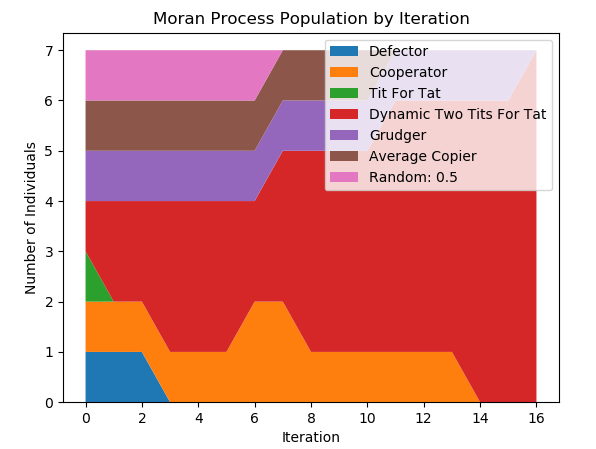 Moran Process Population by Iteration
Number of Individuals
7
6
5
4
3
2
1
0
Defector
Cooperator
Tit For Tat
Dynamic Two Tits For Tat
Grudger
Average Copier
Random: 0.5
0 2 4 6 8 10 12 14 16
Iteration